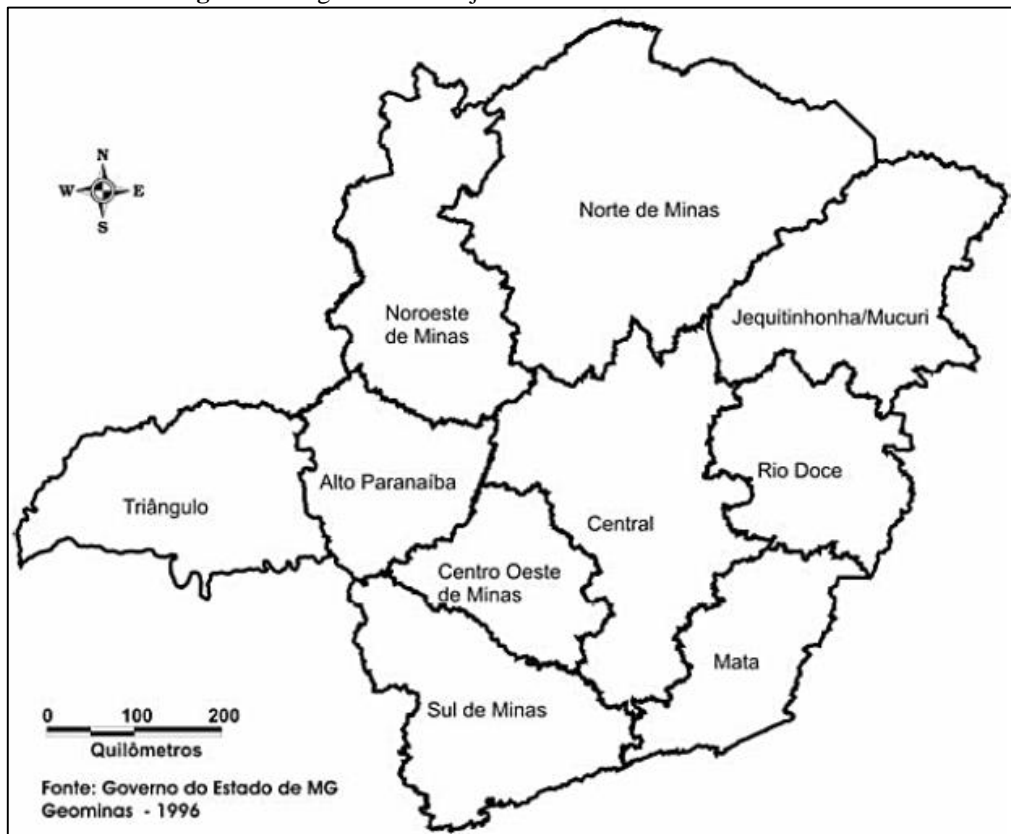 N
W E
S
Norte de Minas
Noroeste
de Minas
Jequitinhonha/Mucuri
Alto Paranaíba
Rio Doce
Triângulo
Central
Centro Oeste
de Minas
Mata
Sul de Minas
0 100 200
Quilômetros
Fonte: Governo do Estado de MG
Geominas - 1996